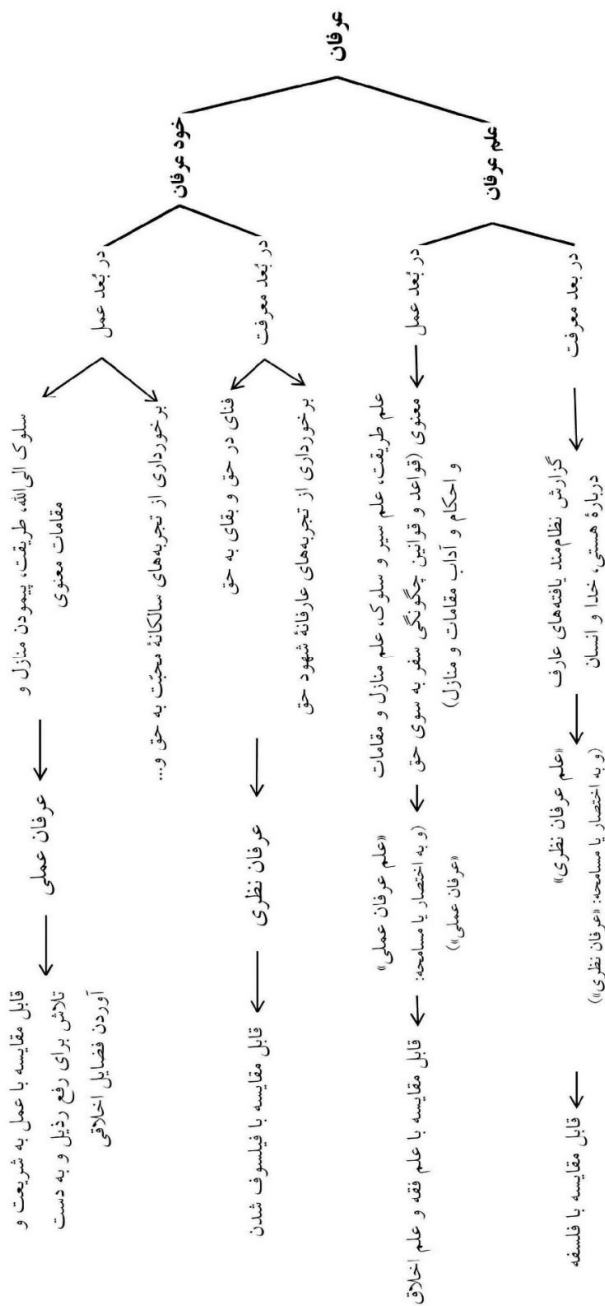 عرفان
خود عرفان
علم عرفان
در بُعد عمل
در بُعد معرفت
در بُعد عمل
در بعد معرفت
سلوک الی‌الله، طریقت، پیمودن منازل و
مقامات معنوی
برخورداری از تجربه‌های سالکانهٔ محبّت به حق و...
فنای در حق و بقای به حق
برخورداری از تجربه‌های عارفانهٔ شهود حق
علم طریقت، علم سیر و سلوک، علم منازل و مقامات
معنوی (قواعد و قوانین چگونگی سفر به سوی حق
و احکام و آداب مقامات و منازل)
گزارش نظام‌مند یافته‌های عارف
دربارهٔ هستی، خدا و انسان
عرفان عملی
عرفان نظری
«علم عرفان عملی»
(و به اختصار یا مسامحه:
«عرفان عملی»)
«علم عرفان نظری»
(و به اختصار یا مسامحه: «عرفان نظری»)
قابل مقایسه با عمل به شریعت و
تلاش برای رفع رذیل و به دست
آوردن فضایل اخلاقی
قابل مقایسه با فیلسوف شدن
قابل مقایسه با علم فقه و علم اخلاق
قابل مقایسه با فلسفه